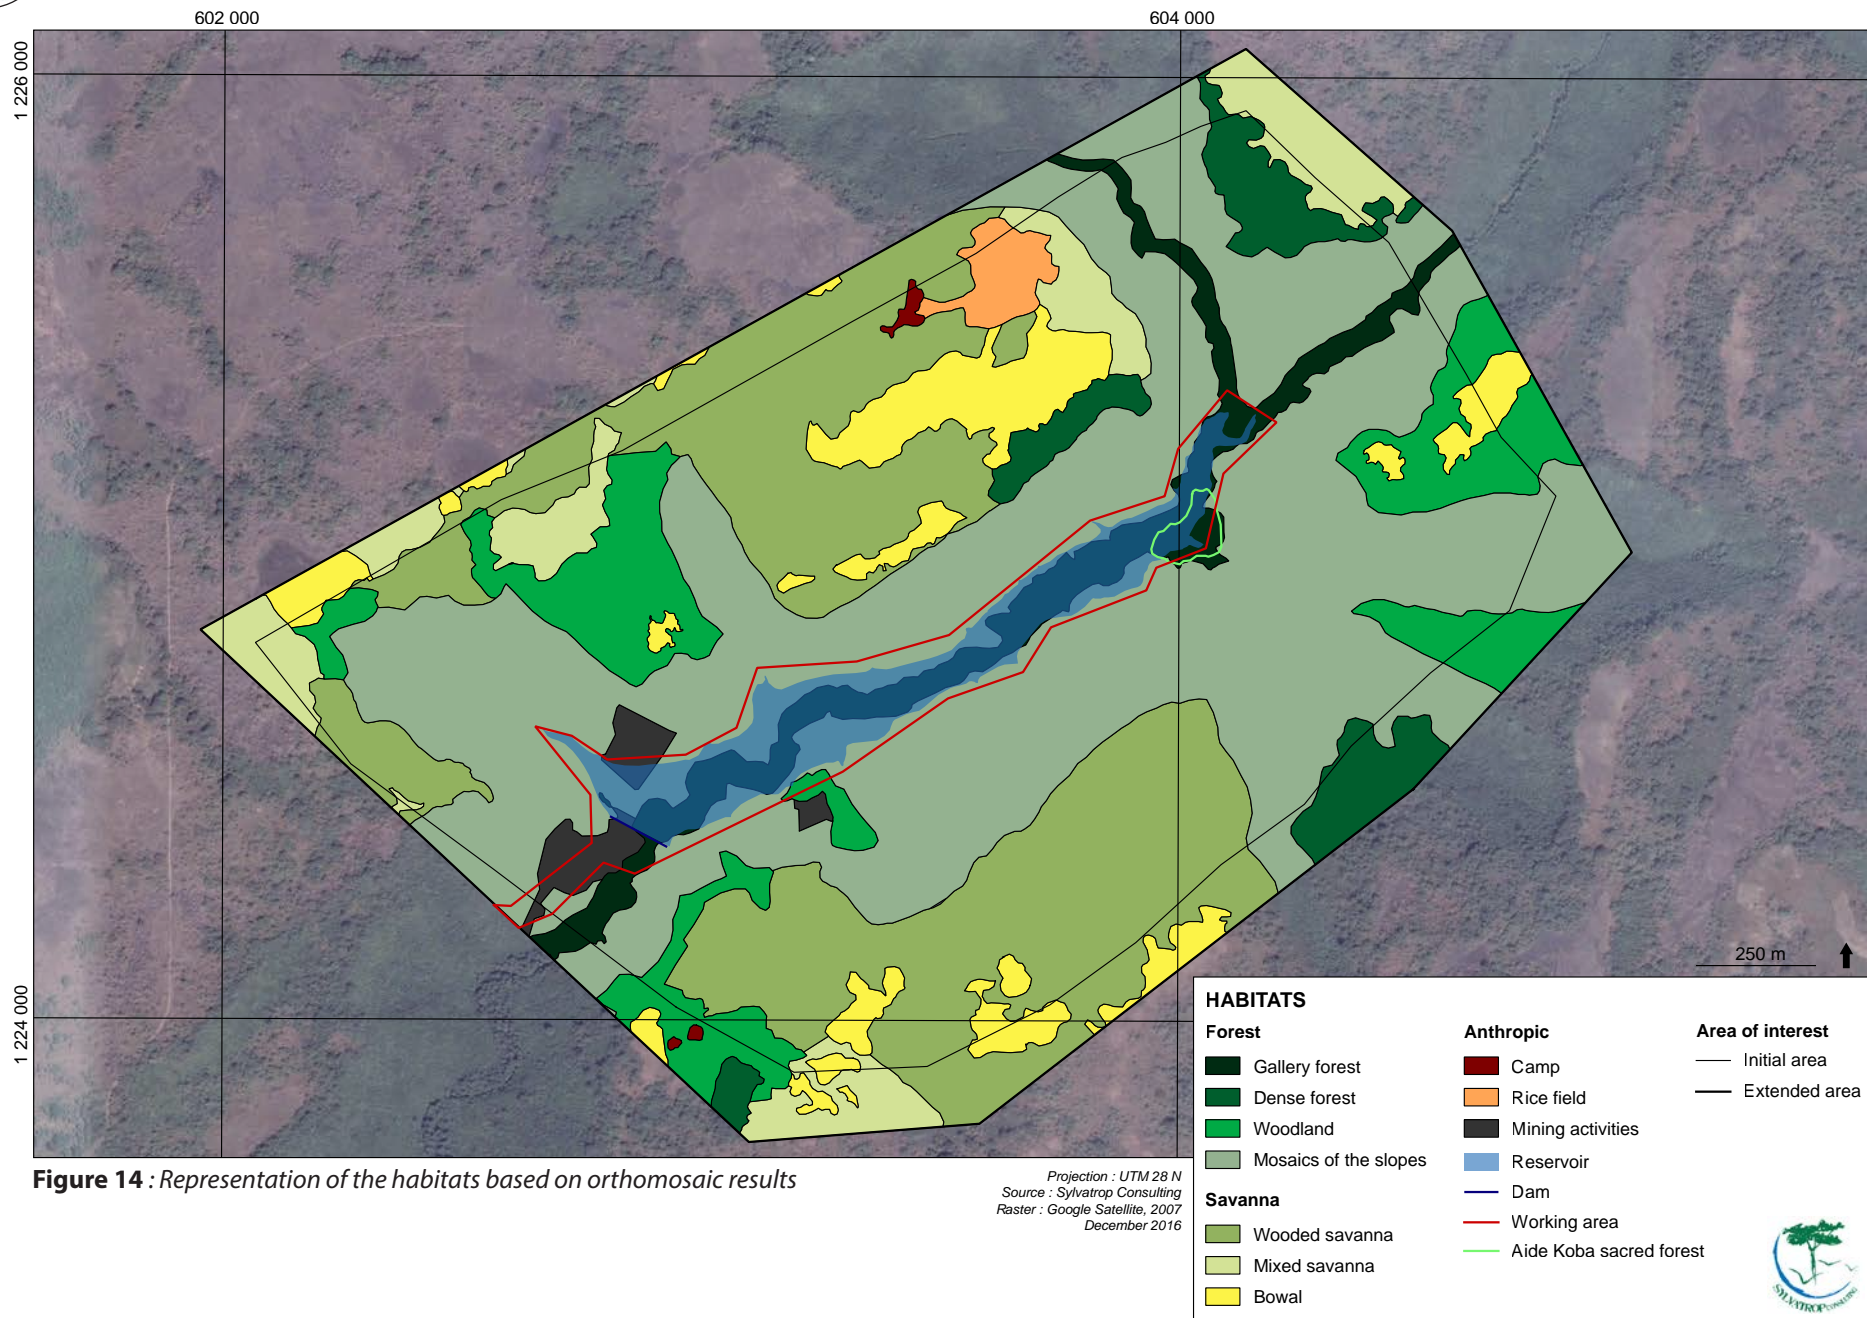 602 000
604 000
1 226 000
1 224 000
250 m
HABITATS
Forest
Gallery forest
Dense forest
Woodland
Mosaics of the slopes
Savanna
Wooded savanna
Mixed savanna
Bowal
Anthropic
Camp
Rice field
Mining activities
Reservoir
Dam
Working area
Aide Koba sacred forest
Area of interest
Initial area
Extended area
Figure 14 : Representation of the habitats based on orthomosaic results
Projection : UTM 28 N
Source : Sylvatrop Consulting
Raster : Google Satellite, 2007
December 2016
SYLVATROP CONSULTING